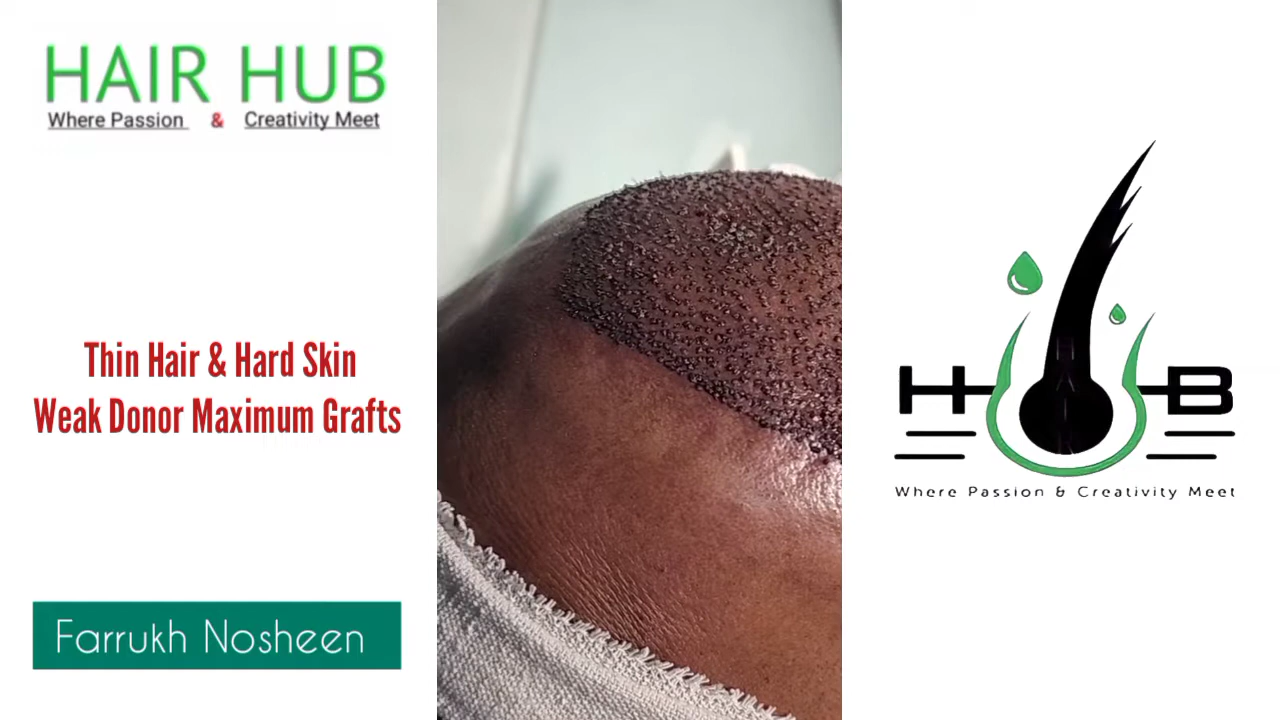 HAIR HUB
Where Passion & Creativity Meet
Thin Hair & Hard Skin
Weak Donor Maximum Grafts
Farrukh Nosheen
HUB
Where Passion & Creativity Meet